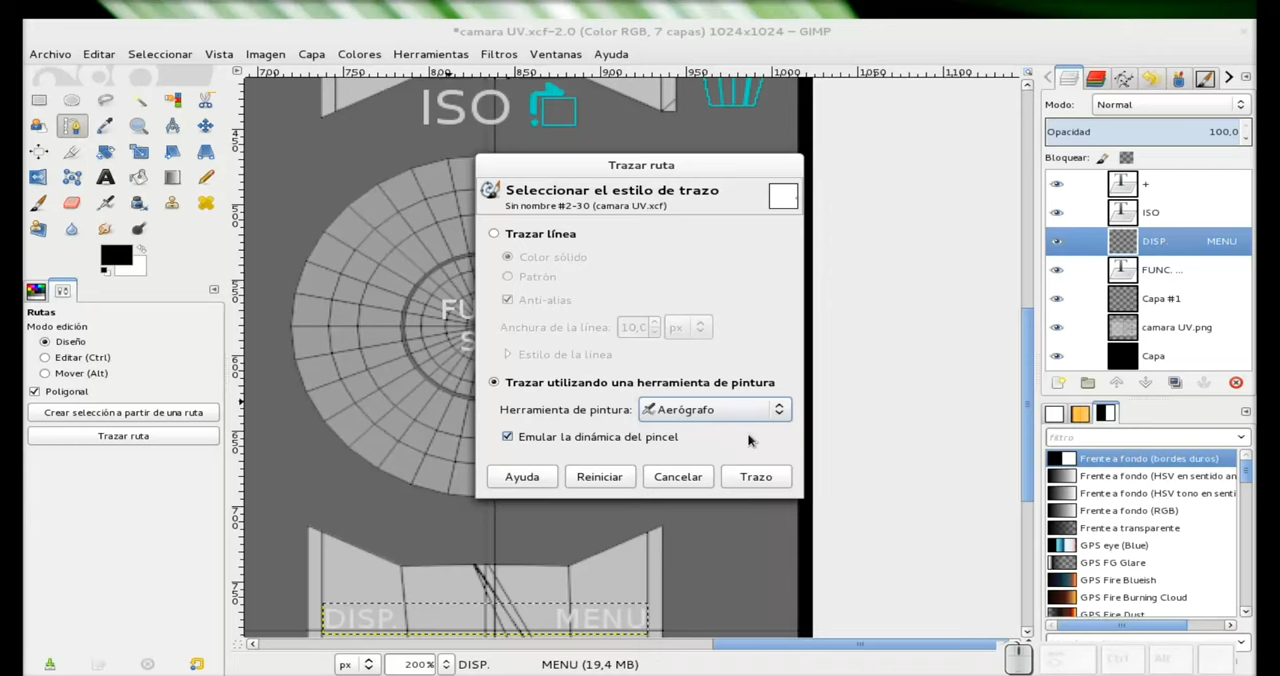 *camara UV.xcf-2.0 (Color RGB, 7 capas) 1024x1024 – GIMP
Archivo Editar Seleccionar Vista Imagen Capa Colores Herramientas Filtros Ventanas Ayuda
700 750 800 850 900 950 1000 1050 1100
Modo: Normal
Opacidad 100,0
Bloquear:
+
ISO
DISP. MENU
FUNC. ...
Capa #1
camara UV.png
Capa
ISO
FU
S
DISP. MENU
Trazar ruta
Seleccionar el estilo de trazo
Sin nombre #2-30 (camara UV.xcf)
Trazar línea
Color sólido
Patrón
Anti-alias
Anchura de la línea: 10,0 px
Estilo de la línea
Trazar utilizando una herramienta de pintura
Herramienta de pintura: Aerógrafo
Emular la dinámica del pincel
Ayuda Reiniciar Cancelar Trazo
Rutas
Modo edición
Diseño
Editar (Ctrl)
Mover (Alt)
Poligonal
Crear selección a partir de una ruta
Trazar ruta
filtro
Frente a fondo (bordes duros)
Frente a fondo (HSV en sentido an
Frente a fondo (HSV tono en senti
Frente a fondo (RGB)
Frente a transparente
GPS eye (Blue)
GPS FG Glare
GPS Fire Blueish
GPS Fire Burning Cloud
GPS Fire Dust
px 200% DISP. MENU (19,4 MB)
Ctrl Alt